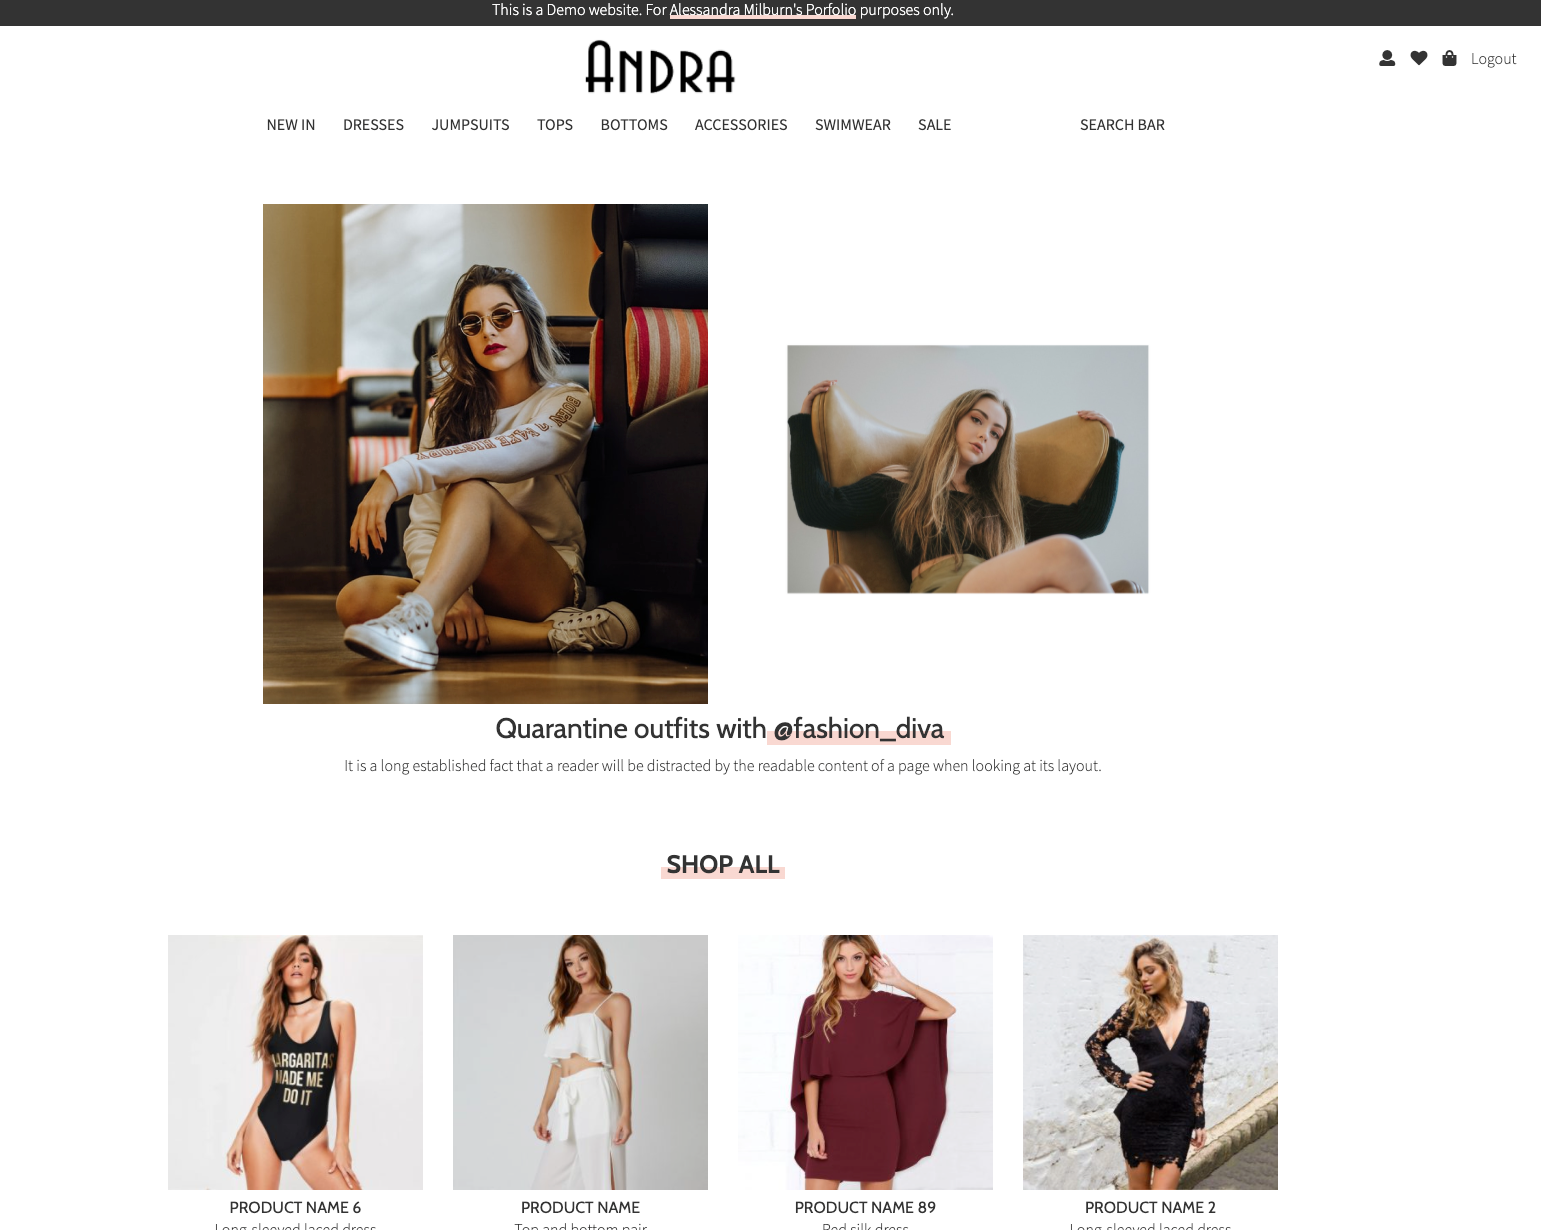 This is a Demo website. For Alessandra Milburn's Porfolio purposes only.
ANDRA
Logout
NEW IN DRESSES JUMPSUITS TOPS BOTTOMS ACCESSORIES SWIMWEAR SALE SEARCH BAR
Quarantine outfits with @fashion_diva
It is a long established fact that a reader will be distracted by the readable content of a page when looking at its layout.
SHOP ALL
MARGARITAS
MADE ME
DO IT
PRODUCT NAME 6 PRODUCT NAME PRODUCT NAME 89 PRODUCT NAME 2
Long-sleeved laced dress Top and bottom pair Red silk dress Long-sleeved laced dress